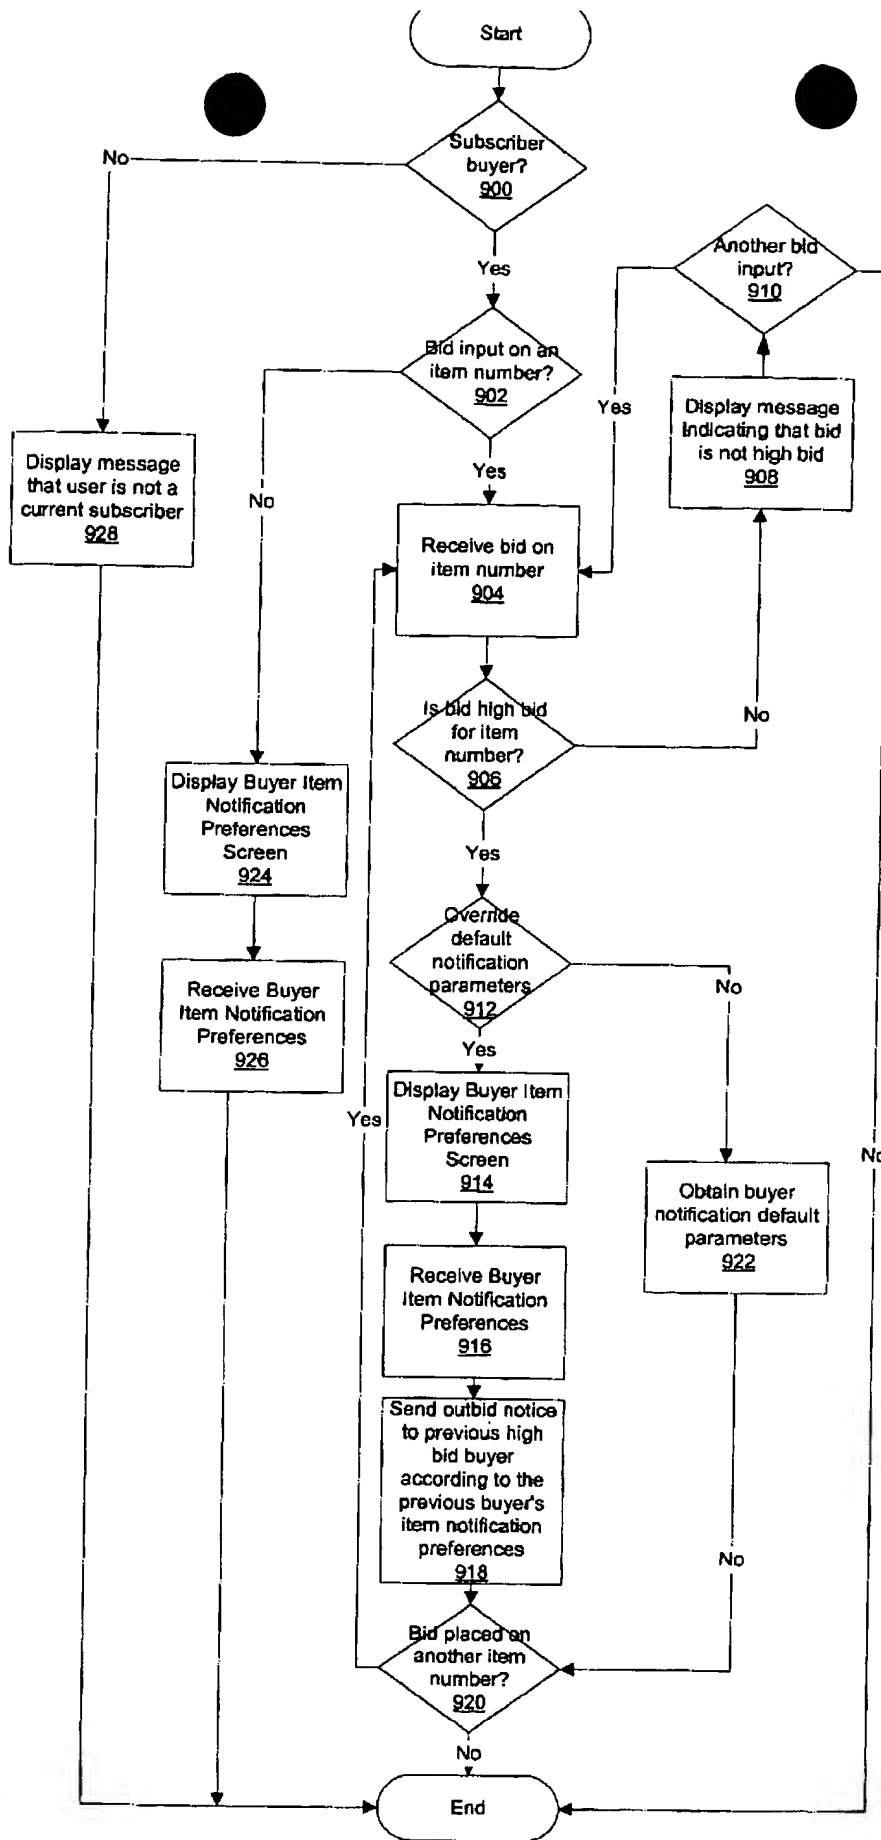 Start
Subscriber
buyer?
900
No
Yes
Another bid
input?
910
Bid input on an
item number?
902
Yes
Display message
Indicating that bid
is not high bid
908
Display message
that user is not a
current subscriber
928
No
Yes
Receive bid on
item number
904
Is bid high bid
for item
number?
906
No
Display Buyer Item
Notification
Preferences
Screen
924
Yes
Override
default
notification
parameters
912
No
Receive Buyer
Item Notification
Preferences
926
Yes
Display Buyer Item
Notification
Preferences
Screen
914
Yes
No
Obtain buyer
notification default
parameters
922
Receive Buyer
Item Notification
Preferences
916
Send outbid notice
to previous high
bid buyer
according to the
previous buyer's
item notification
preferences
918
No
Bid placed on
another item
number?
920
No
End